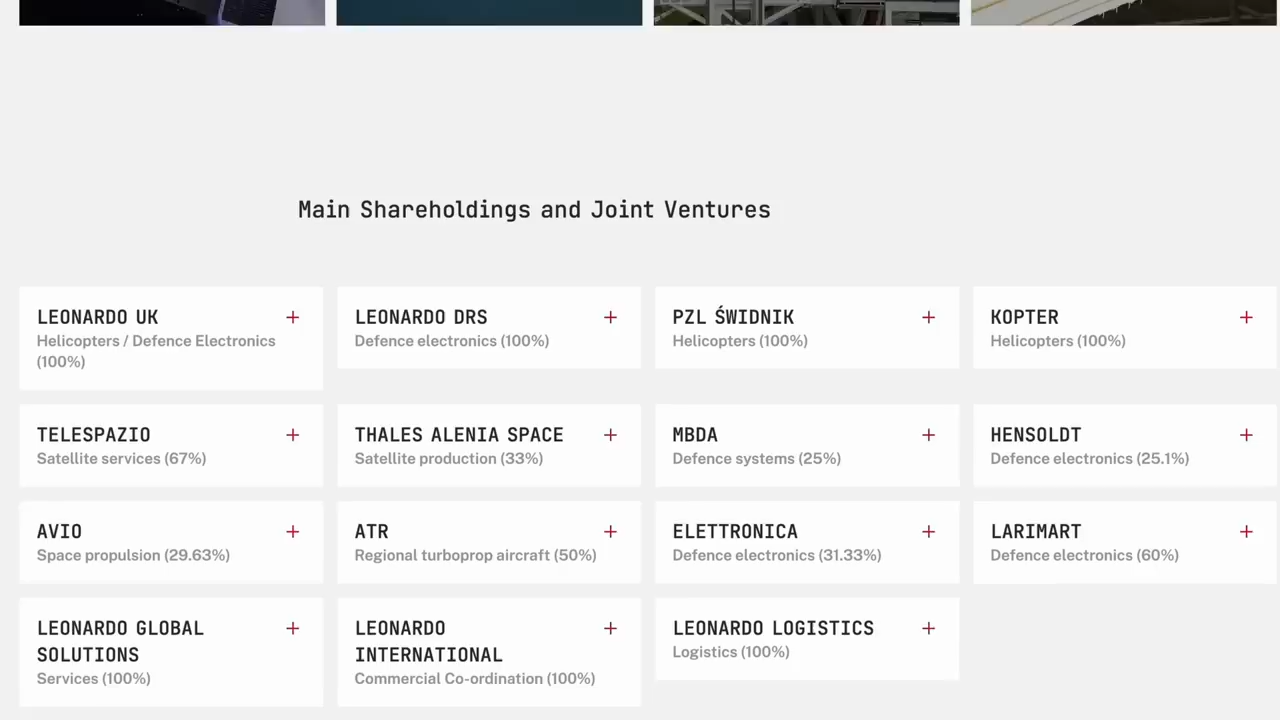 Main Shareholdings and Joint Ventures
LEONARDO UK
Helicopters / Defence Electronics
(100%)
LEONARDO DRS
Defence electronics (100%)
PZL ŚWIDNIK
Helicopters (100%)
KOPTER
Helicopters (100%)
TELESPAZIO
Satellite services (67%)
THALES ALENIA SPACE
Satellite production (33%)
MBDA
Defence systems (25%)
HENSOLDT
Defence electronics (25.1%)
AVIO
Space propulsion (29.63%)
ATR
Regional turboprop aircraft (50%)
ELETTRONICA
Defence electronics (31.33%)
LARIMART
Defence electronics (60%)
LEONARDO GLOBAL
SOLUTIONS
Services (100%)
LEONARDO
INTERNATIONAL
Commercial Co-ordination (100%)
LEONARDO LOGISTICS
Logistics (100%)